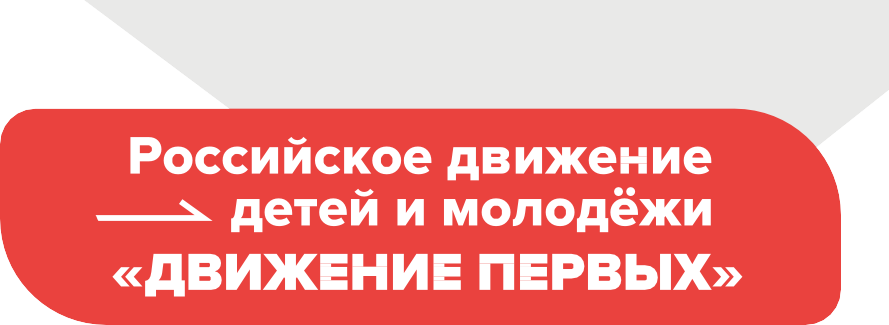 Российское движение
детей и молодёжи
«ДВИЖЕНИЕ ПЕРВЫХ»